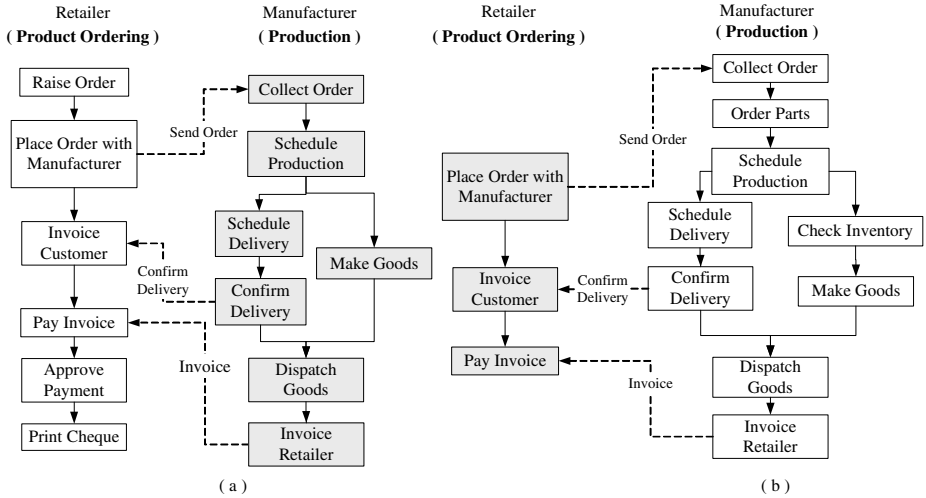 Retailer
( Product Ordering )
Manufacturer
( Production )
Raise Order
Place Order with
Manufacturer
Invoice
Customer
Pay Invoice
Approve
Payment
Print Cheque
Send Order
Confirm
Delivery
Invoice
Collect Order
Schedule
Production
Schedule
Delivery
Confirm
Delivery
Make Goods
Dispatch
Goods
Invoice
Retailer
( a )
Retailer
( Product Ordering )
Manufacturer
( Production )
Place Order with
Manufacturer
Invoice
Customer
Pay Invoice
Send Order
Confirm
Delivery
Invoice
Collect Order
Order Parts
Schedule
Production
Schedule
Delivery
Confirm
Delivery
Check Inventory
Make Goods
Dispatch
Goods
Invoice
Retailer
( b )